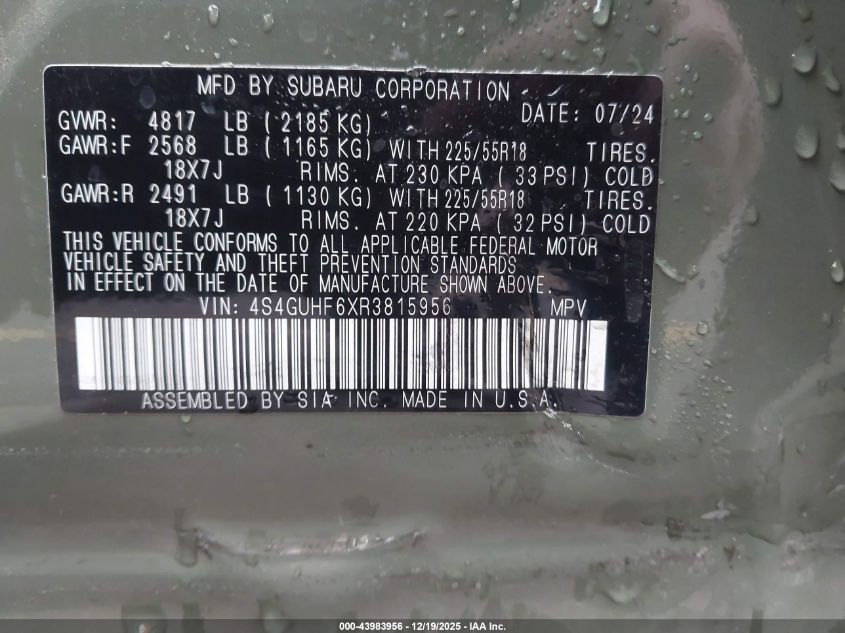 MFD BY SUBARU CORPORATION
DATE: 07/24
GVWR: 4817 LB ( 2185 KG)
GAWR:F 2568 LB ( 1165 KG) WITH 225/55R18 TIRES.
18X7J RIMS. AT 230 KPA ( 33 PSI) COLD
GAWR:R 2491 LB ( 1130 KG) WITH 225/55R18 TIRES.
18X7J RIMS. AT 220 KPA ( 32 PSI) COLD
THIS VEHICLE CONFORMS TO ALL APPLICABLE FEDERAL MOTOR
VEHICLE SAFETY AND THEFT PREVENTION STANDARDS
IN EFFECT ON THE DATE OF MANUFACTURE SHOWN ABOVE.
VIN: 4S4GUHF6XR3815956 MPV
ASSEMBLED BY SIA INC. MADE IN U.S.A.
000-43983956 - 12/19/2025 - IAA Inc.